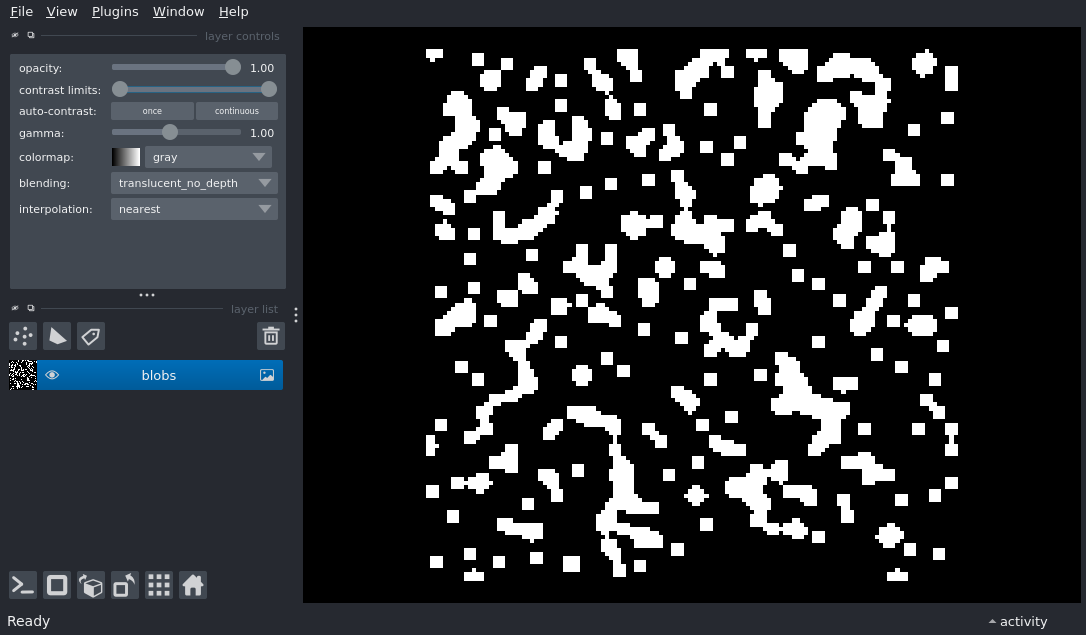 File View Plugins Window Help
layer controls
opacity: 1.00
contrast limits:
auto-contrast: once continuous
gamma: 1.00
colormap: gray
blending: translucent_no_depth
interpolation: nearest
layer list
blobs
Ready activity